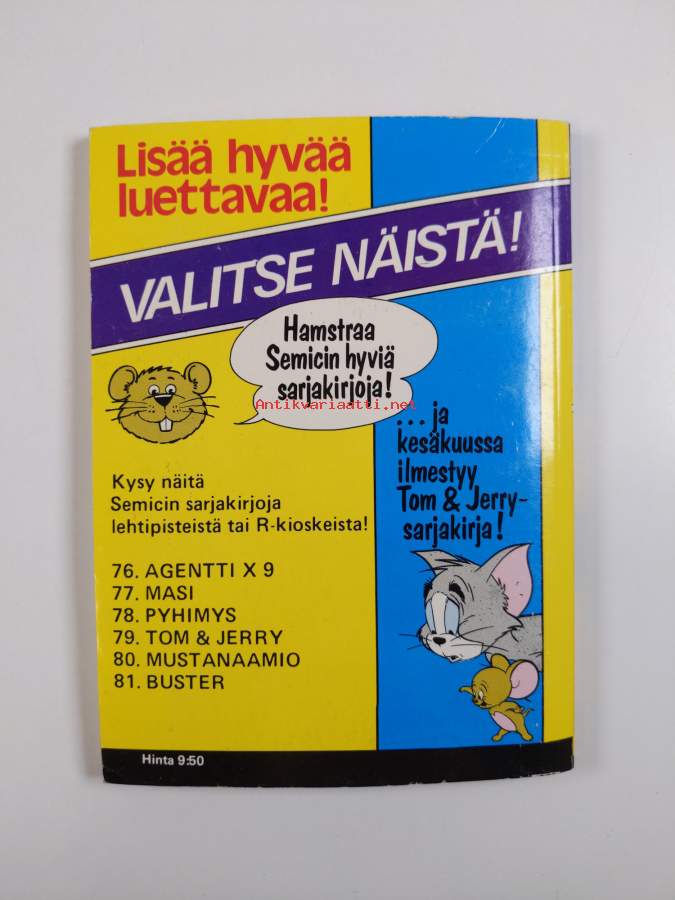 Lisää hyvää
luettavaa!
VALITSE NÄISTÄ!
Hamstraa
Semicin hyviä
sarjakirjoja!
Antikvariaatti.net
...ja
kesäkuussa
ilmestyy
Tom & Jerry-
sarjakirja!
Kysy näitä
Semicin sarjakirjoja
lehtipisteistä tai R-kioskeista!
76. AGENTTI X 9
77. MASI
78. PYHIMYS
79. TOM & JERRY
80. MUSTANAAMIO
81. BUSTER
Hinta 9:50